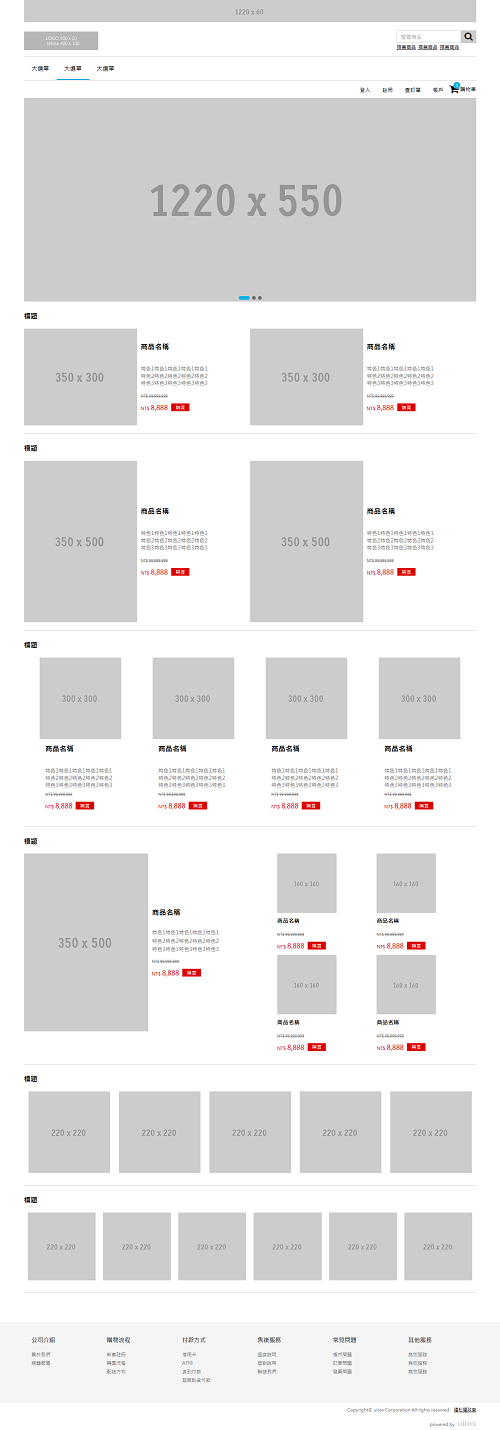 1220 x 60
LOGO 200 x 50
retina 400 x 100
搜尋商品
推薦商品 推薦商品 推薦商品
大選單 大選單 大選單
登入 註冊 查訂單 帳戶 購物車
1220 x 550
標題
350 x 300
商品名稱
特色1特色1特色1特色1特色1
特色2特色2特色2特色2特色2
特色3特色3特色3特色3特色3
NT$ 99,999,999
NT$ 8,888 購買
350 x 300
商品名稱
特色1特色1特色1特色1特色1
特色2特色2特色2特色2特色2
特色3特色3特色3特色3特色3
NT$ 99,999,999
NT$ 8,888 購買
標題
350 x 500
商品名稱
特色1特色1特色1特色1特色1
特色2特色2特色2特色2特色2
特色3特色3特色3特色3特色3
NT$ 99,999,999
NT$ 8,888 購買
350 x 500
商品名稱
特色1特色1特色1特色1特色1
特色2特色2特色2特色2特色2
特色3特色3特色3特色3特色3
NT$ 99,999,999
NT$ 8,888 購買
標題
300 x 300 300 x 300 300 x 300 300 x 300
商品名稱 商品名稱 商品名稱 商品名稱
特色1特色1特色1特色1特色1 特色1特色1特色1特色1特色1 特色1特色1特色1特色1特色1 特色1特色1特色1特色1特色1
特色2特色2特色2特色2特色2 特色2特色2特色2特色2特色2 特色2特色2特色2特色2特色2 特色2特色2特色2特色2特色2
特色3特色3特色3特色3特色3 特色3特色3特色3特色3特色3 特色3特色3特色3特色3特色3 特色3特色3特色3特色3特色3
NT$ 99,999,999 NT$ 99,999,999 NT$ 99,999,999 NT$ 99,999,999
NT$ 8,888 購買 NT$ 8,888 購買 NT$ 8,888 購買 NT$ 8,888 購買
標題
350 x 500
商品名稱
特色1特色1特色1特色1特色1
特色2特色2特色2特色2特色2
特色3特色3特色3特色3特色3
NT$ 99,999,999
NT$ 8,888 購買
160 x 160 160 x 160
商品名稱 商品名稱
NT$ 99,999,999 NT$ 99,999,999
NT$ 8,888 購買 NT$ 8,888 購買
160 x 160 160 x 160
商品名稱 商品名稱
NT$ 99,999,999 NT$ 99,999,999
NT$ 8,888 購買 NT$ 8,888 購買
標題
220 x 220 220 x 220 220 x 220 220 x 220 220 x 220
標題
220 x 220 220 x 220 220 x 220 220 x 220 220 x 220 220 x 220
公司介紹 購物流程 付款方式 售後服務 常見問題 其他服務
關於我們 新會註冊 信用卡 退貨說明 帳戶問題 其他服務
媒體報導 購買流程 ATM 退款說明 訂單問題 其他服務
配送方式 貨到付款 聯絡我們 發票問題 其他服務
超商取貨付款
Copyright© uitox Corporation All rights reserved 隱私權政策
powered by uitox